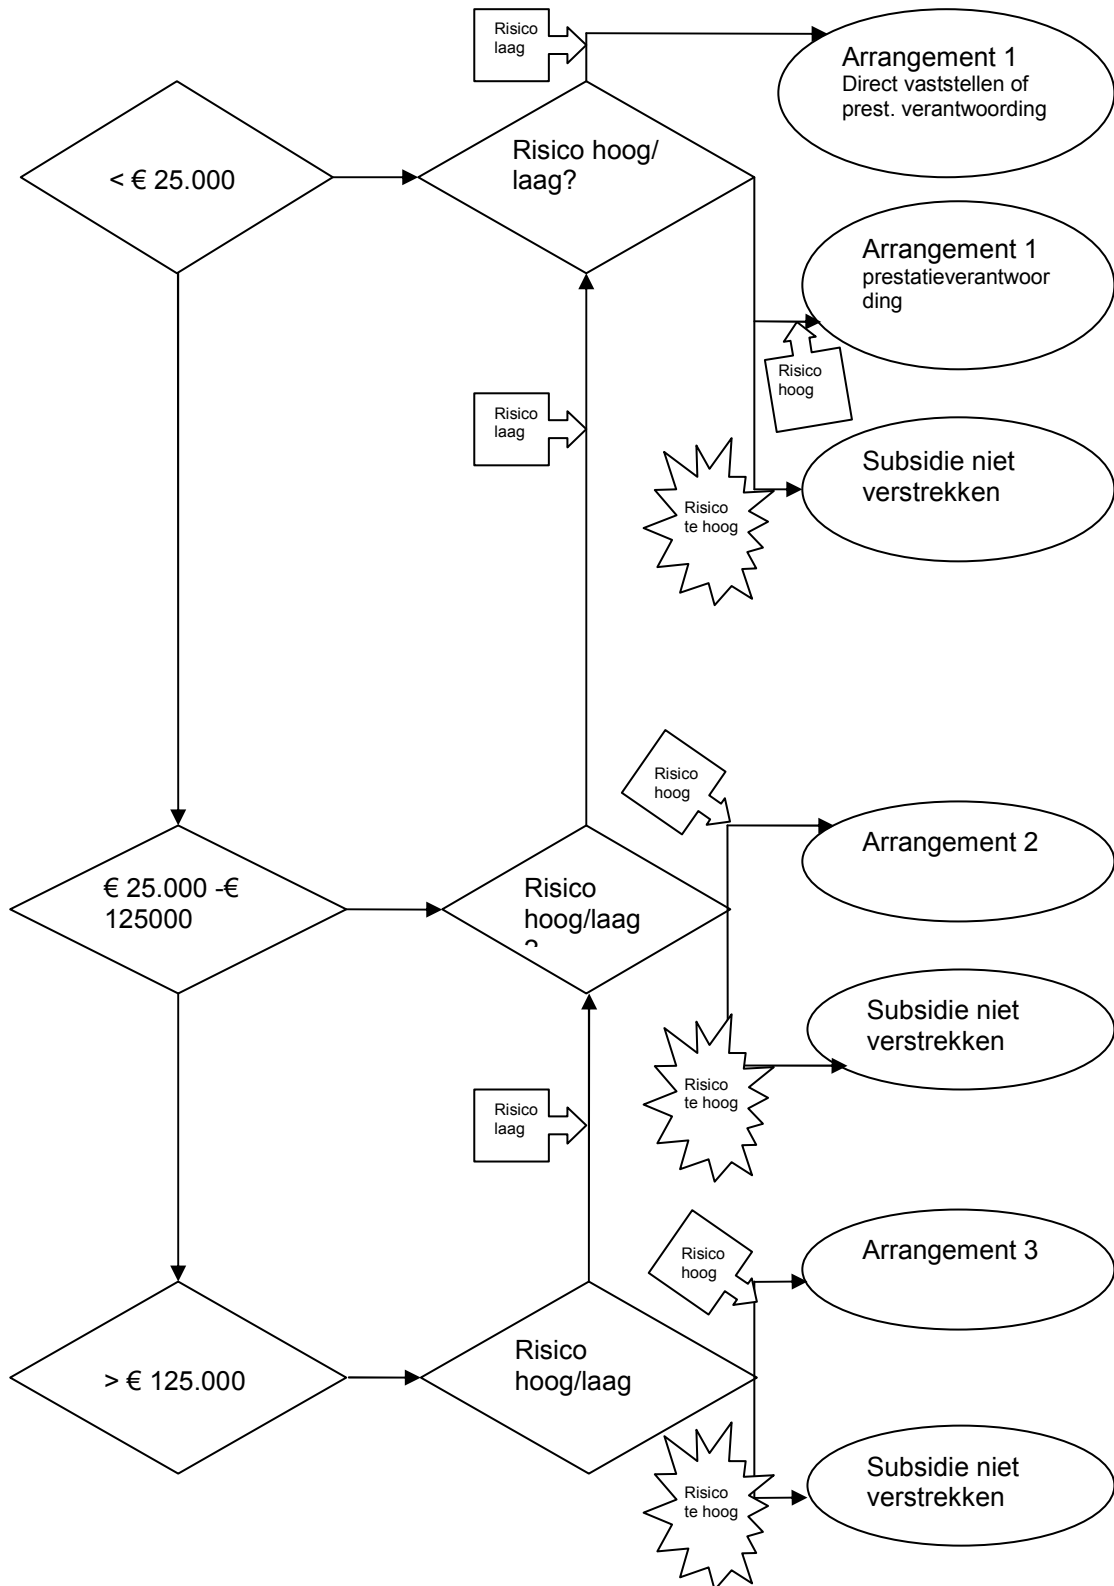 Risico
laag
Arrangement 1
Direct vaststellen of
prest. verantwoording
< € 25.000
Risico hoog/
laag?
Arrangement 1
prestatieverantwoor
ding
Risico
hoog
Risico
laag
Subsidie niet
verstrekken
Risico
te hoog
Risico
hoog
Arrangement 2
€ 25.000 -€
125000
Risico
hoog/laag
Subsidie niet
verstrekken
Risico
te hoog
Risico
laag
Risico
hoog
Arrangement 3
> € 125.000
Risico
hoog/laag
Subsidie niet
verstrekken
Risico
te hoog